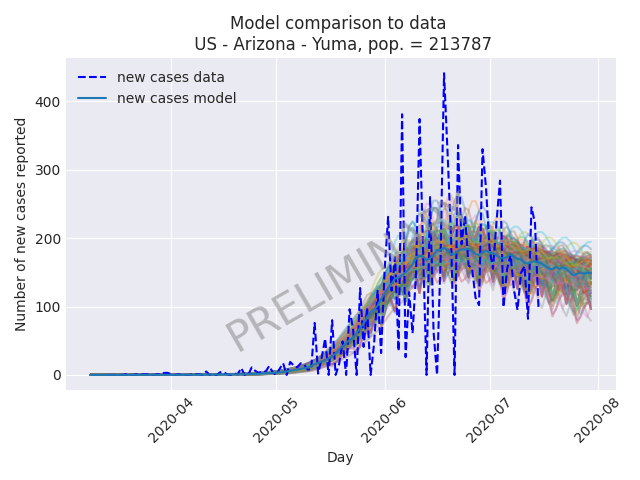 Model comparison to data
US - Arizona - Yuma, pop. = 213787
new cases data
new cases model
Number of new cases reported
400
300
200
100
0
2020-04
2020-05
2020-06
2020-07
2020-08
Day